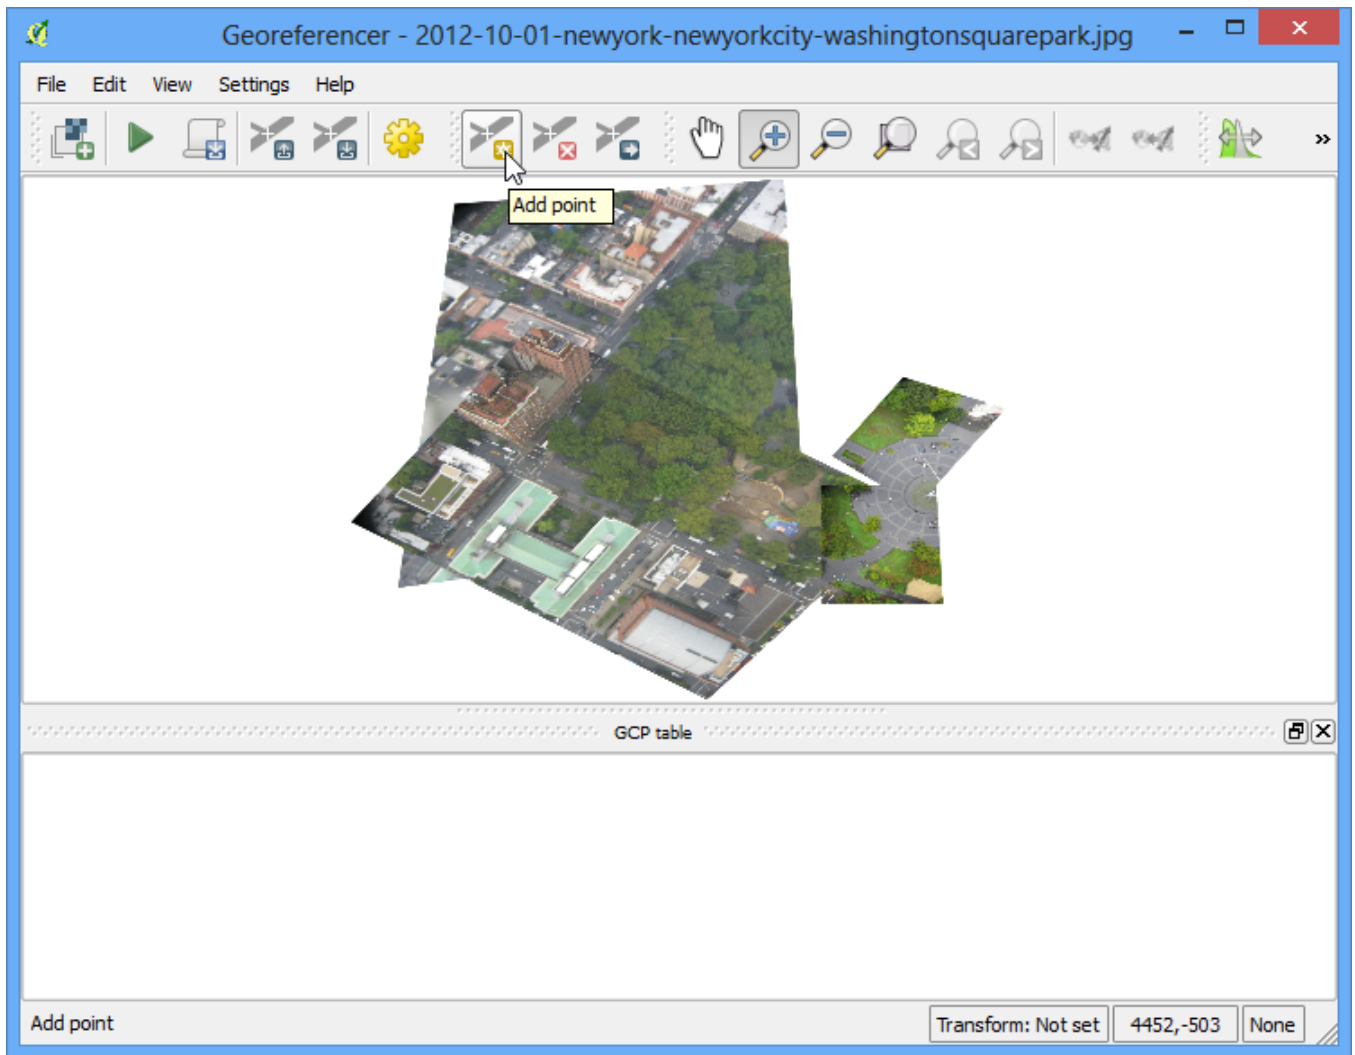 Georeferencer - 2012-10-01-newyork-newyorkcity-washingtonsquarepark.jpg
File Edit View Settings Help
Add point
GCP table
Add point
Transform: Not set
4452,-503
None